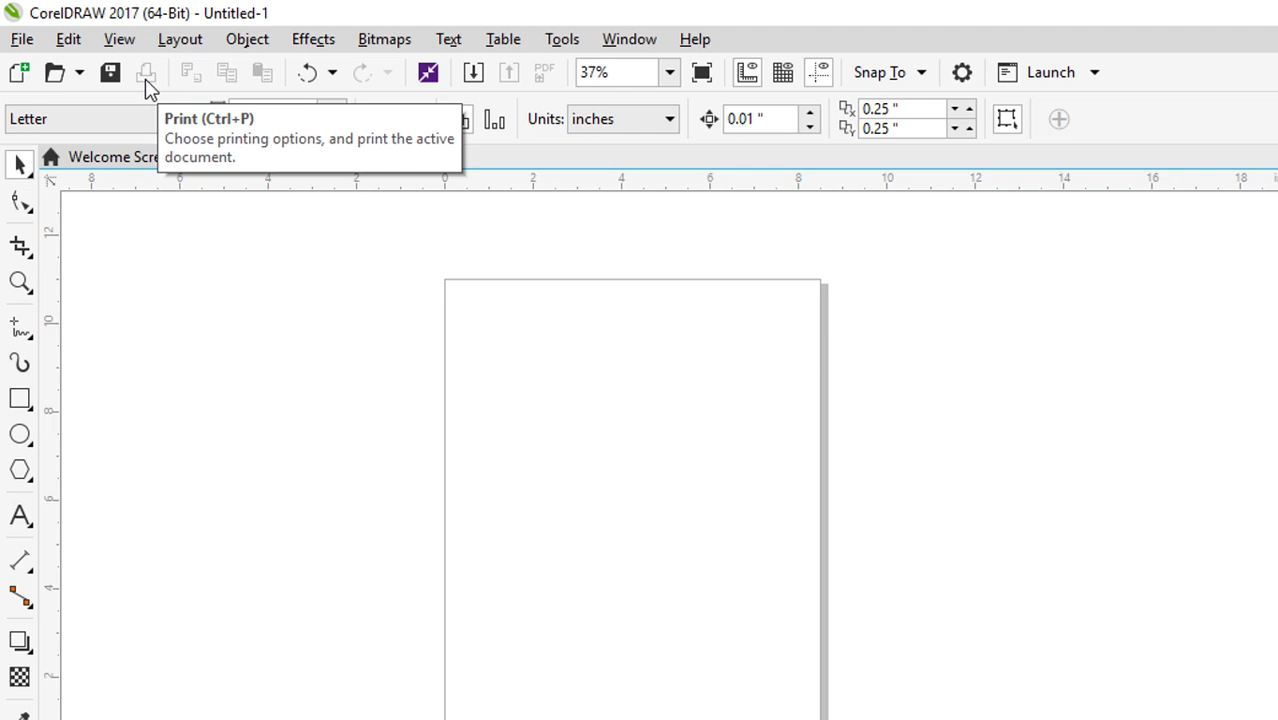 CorelDRAW 2017 (64-Bit) - Untitled-1
File Edit View Layout Object Effects Bitmaps Text Table Tools Window Help
PDF 37% Snap To Launch
Letter Units: inches 0.01 " 0.25 "
0.25 "
Print (Ctrl+P)
Choose printing options, and print the active
document.
Welcome Scre
8 6 4 2 0 2 4 6 8 10 12 14 16 18
12
10
8
6
4
2